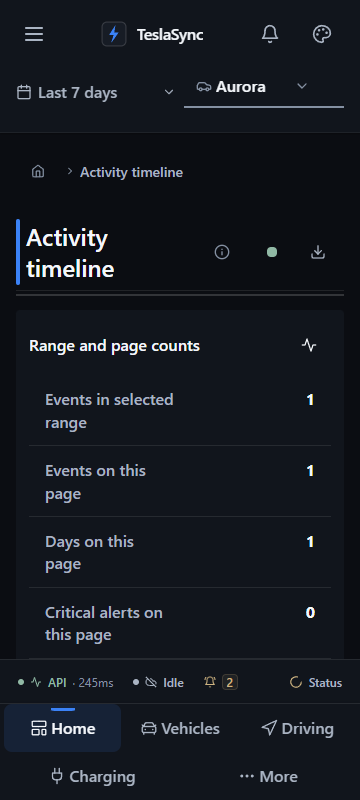 TeslaSync
Last 7 days
Aurora
Activity timeline
Activity
timeline
Range and page counts
Events in selected
range
1
Events on this
page
1
Days on this
page
1
Critical alerts on
this page
0
API · 245ms
Idle
2
Status
Home
Vehicles
Driving
Charging
More